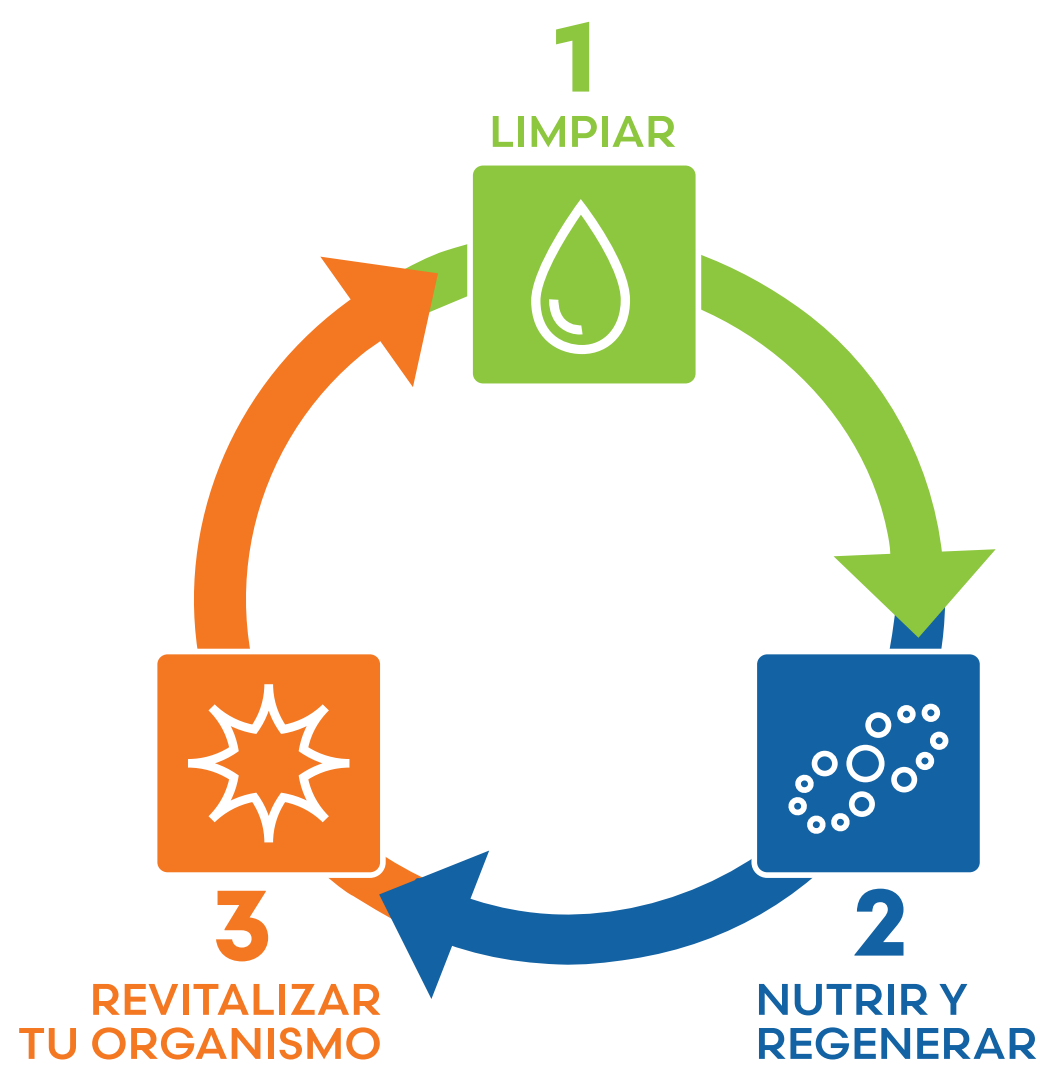 1
LIMPIAR
2
NUTRIR Y
REGENERAR
3
REVITALIZAR
TU ORGANISMO